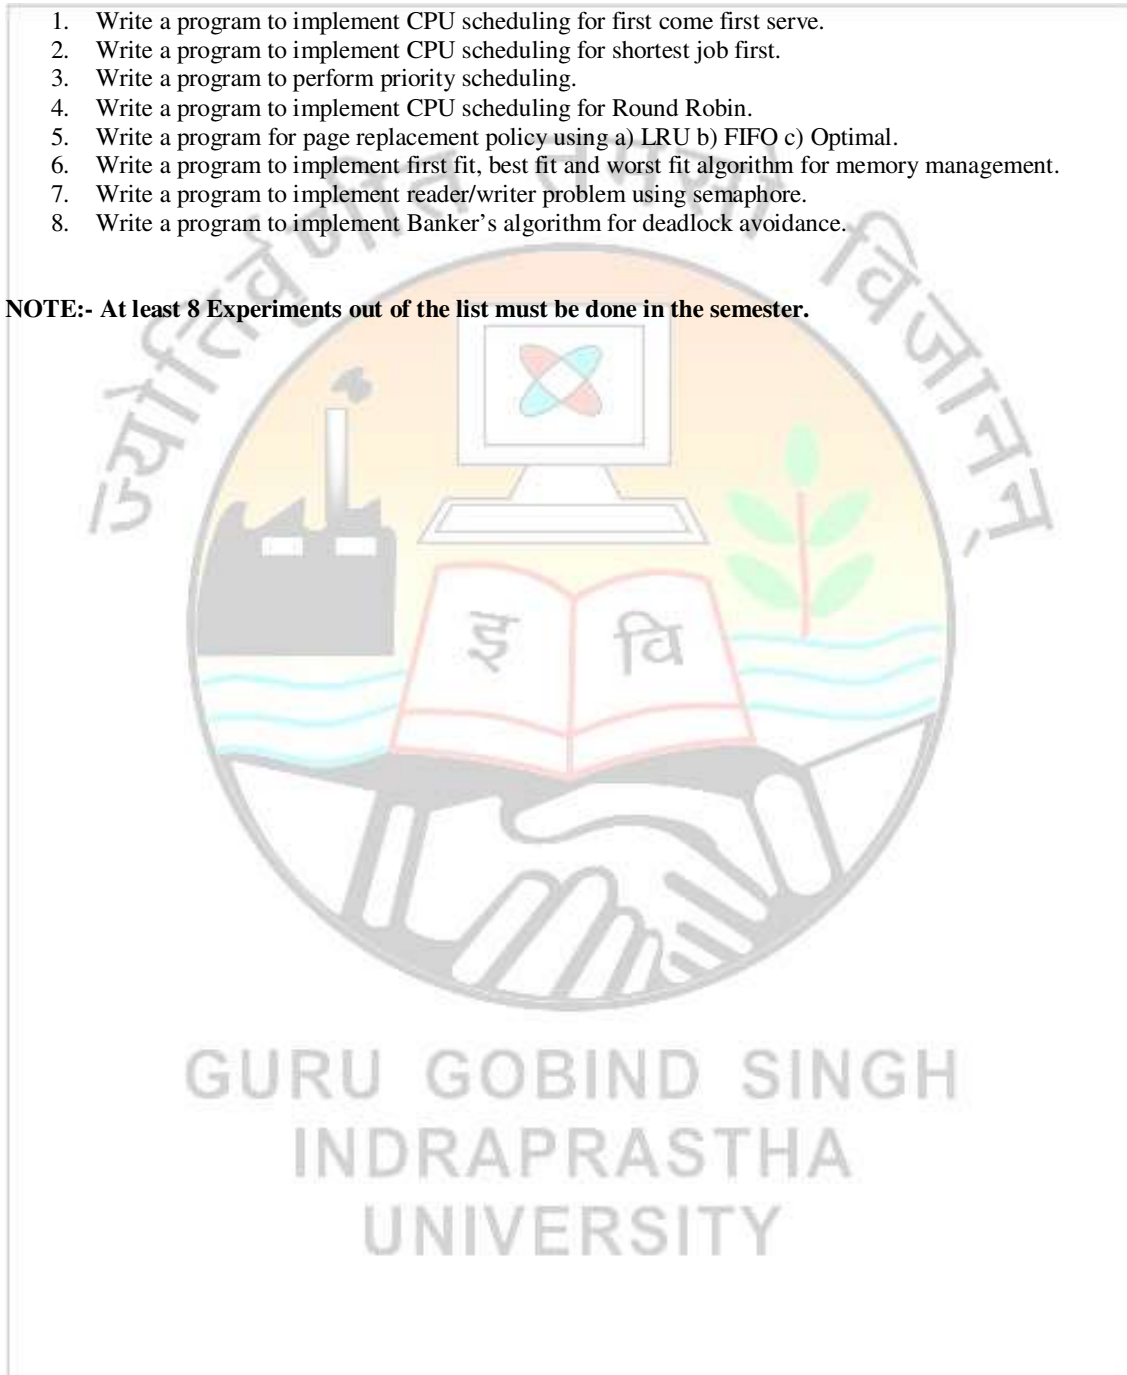 1. Write a program to implement CPU scheduling for first come first serve.
2. Write a program to implement CPU scheduling for shortest job first.
3. Write a program to perform priority scheduling.
4. Write a program to implement CPU scheduling for Round Robin.
5. Write a program for page replacement policy using a) LRU b) FIFO c) Optimal.
6. Write a program to implement first fit, best fit and worst fit algorithm for memory management.
7. Write a program to implement reader/writer problem using semaphore.
8. Write a program to implement Banker’s algorithm for deadlock avoidance.
NOTE:- At least 8 Experiments out of the list must be done in the semester.
इ वि
GURU GOBIND SINGH
INDRAPRASTHA
UNIVERSITY